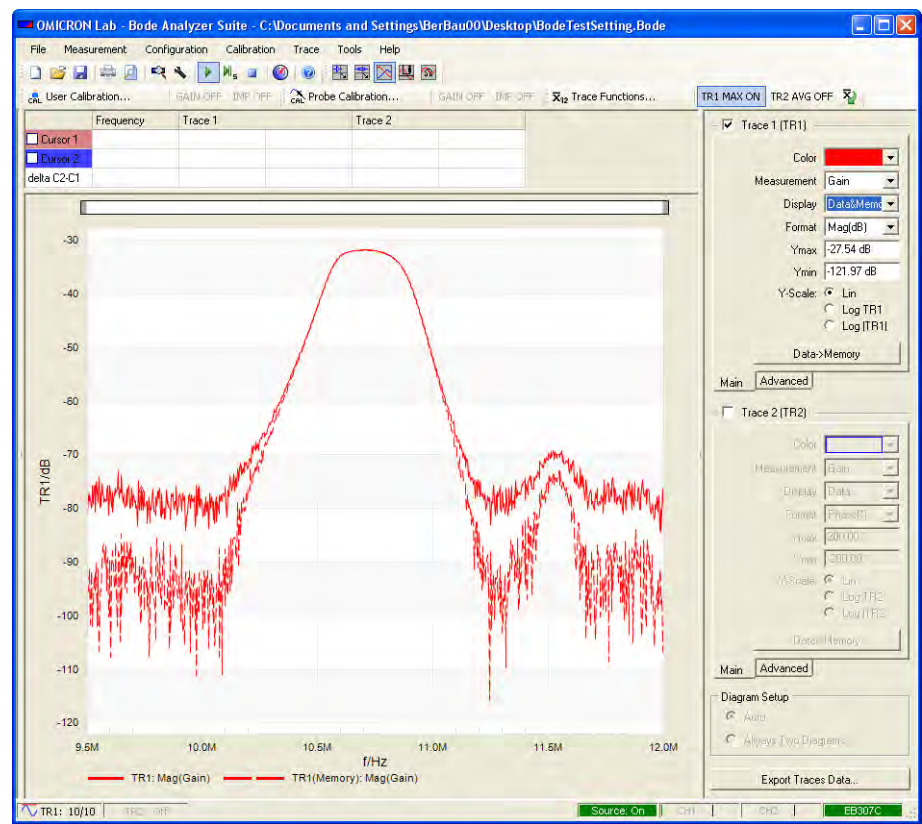 OMICRON Lab - Bode Analyzer Suite - C:\Documents and Settings\BerBau00\Desktop\BodeTestSetting.Bode
File Measurement Configuration Calibration Trace Tools Help
User Calibration... GAIN OFF IMP OFF Probe Calibration... GAIN OFF IMP OFF Trace Functions... TR1 MAX ON TR2 AVG OFF
Frequency Trace 1 Trace 2
Cursor 1
Cursor 2
delta C2-C1
-30
-40
-50
-60
-70
-80
-90
-100
-110
-120
TR1/dB
9.5M 10.0M 10.5M 11.0M 11.5M 12.0M
f/Hz
TR1: Mag(Gain) TR1(Memory): Mag(Gain)
Trace 1 (TR1)
Color
Measurement Gain
Display Data&Memo
Format Mag(dB)
Ymax -27.54 dB
Ymin -121.97 dB
Y-Scale: Lin
Log TR1
Log |TR1|
Data->Memory
Main Advanced
Trace 2 (TR2)
Color
Measurement Gain
Display Data
Format Phase(°)
Ymax 200.00
Ymin -200.00
Y-Scale: Lin
Log TR2
Log |TR2|
Data->Memory
Main Advanced
Diagram Setup
Auto
Always Two Diagrams
Export Traces Data...
TR1: 10/10 TR2: OFF Source: On CH1 CH2 EB307C